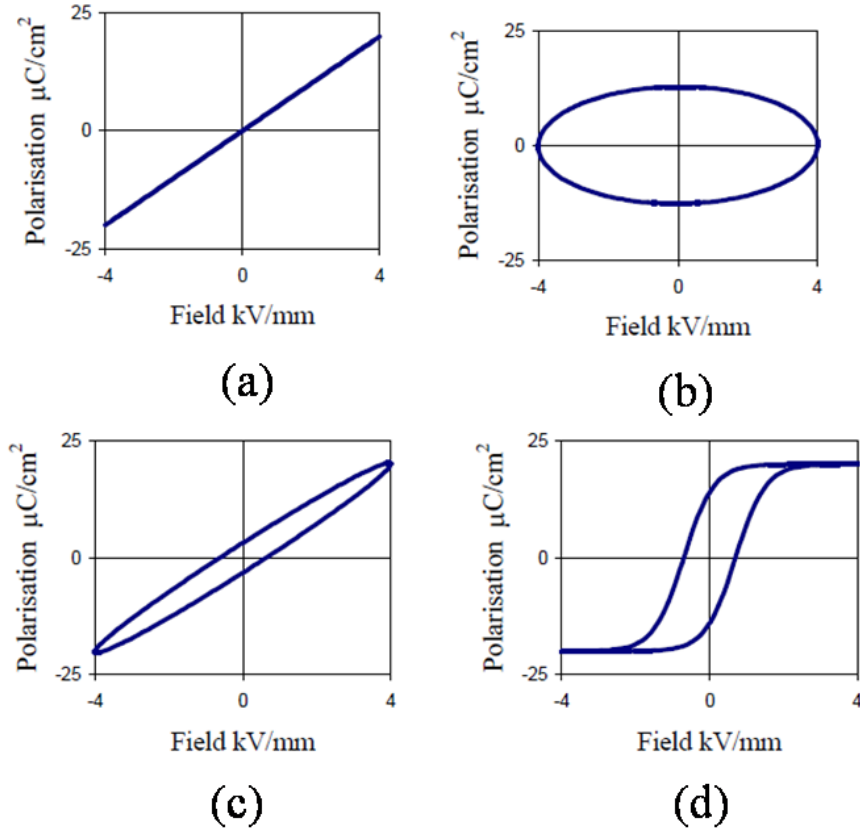 Polarisation μC/cm²
25
0
-25
-4 0 4
Field kV/mm
(a)
Polarisation μC/cm²
25
0
-25
-4 0 4
Field kV/mm
(b)
Polarisation μC/cm²
25
0
-25
-4 0 4
Field kV/mm
(c)
Polarisation μC/cm²
25
0
-25
-4 0 4
Field kV/mm
(d)